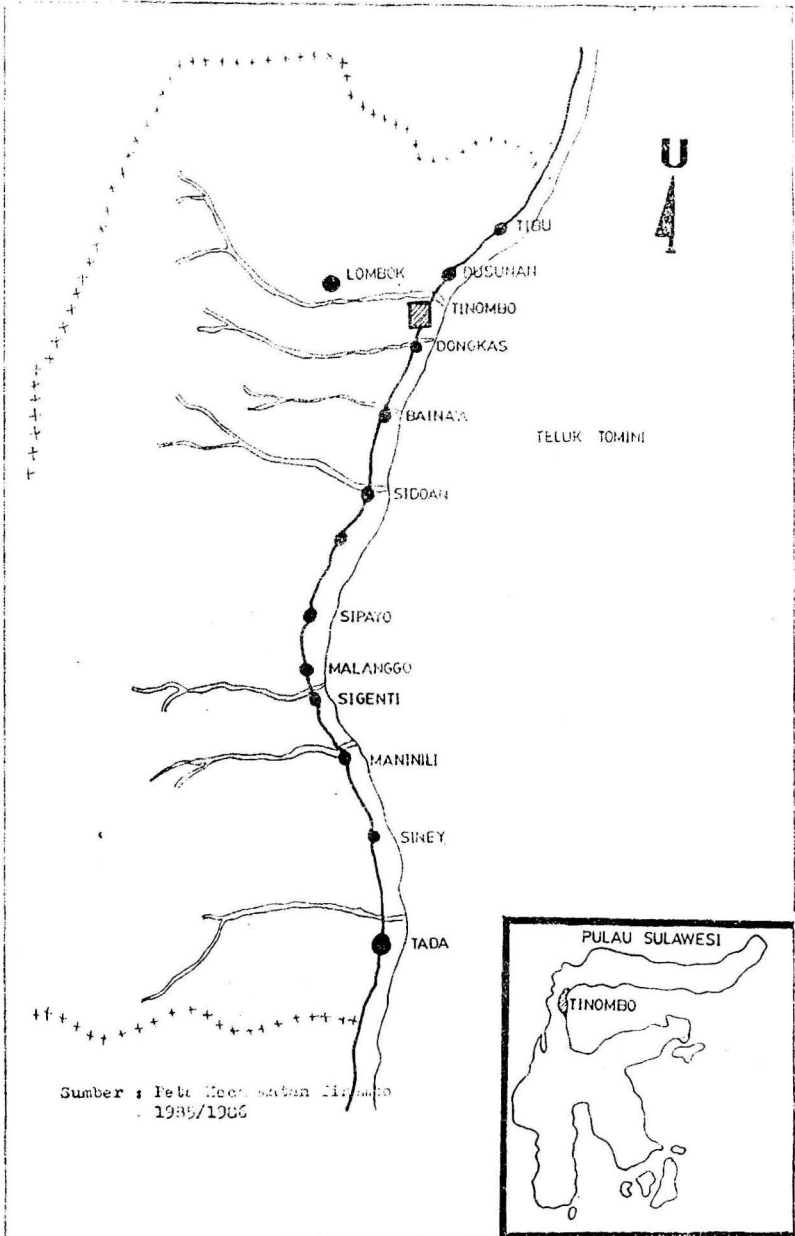 U
TIBU
LOMBOK
DUSUNAN
TINOMBO
DONGKAS
TELUK TOMINI
SIDOAN
SIPAYO
MALANGGO
SIGENTI
MANINILI
SINEY
TADA
PULAU SULAWESI
TINOMBO
Sumber : Peta
1985/1986